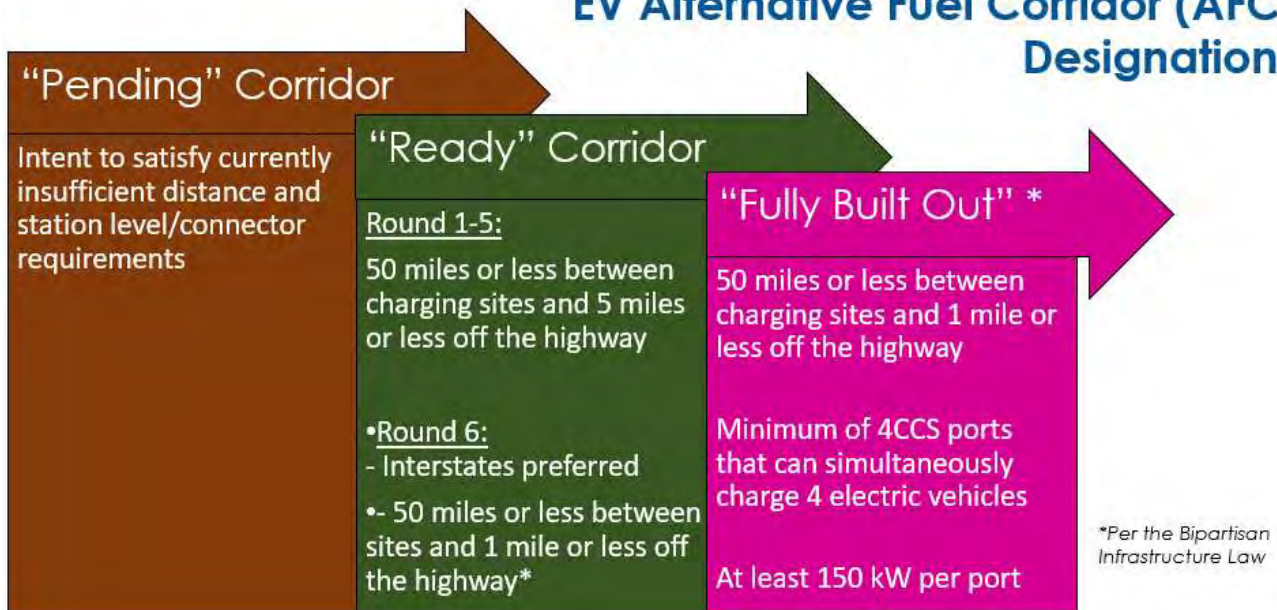 EV Alternative Fuel Corridor (AFC
Designation
“Pending” Corridor
Intent to satisfy currently
insufficient distance and
station level/connector
requirements
“Ready” Corridor
Round 1-5:
50 miles or less between
charging sites and 5 miles
or less off the highway
•Round 6:
- Interstates preferred
•- 50 miles or less between
sites and 1 mile or less off
the highway*
“Fully Built Out” *
50 miles or less between
charging sites and 1 mile or
less off the highway
Minimum of 4CCS ports
that can simultaneously
charge 4 electric vehicles
At least 150 kW per port
*Per the Bipartisan
Infrastructure Law